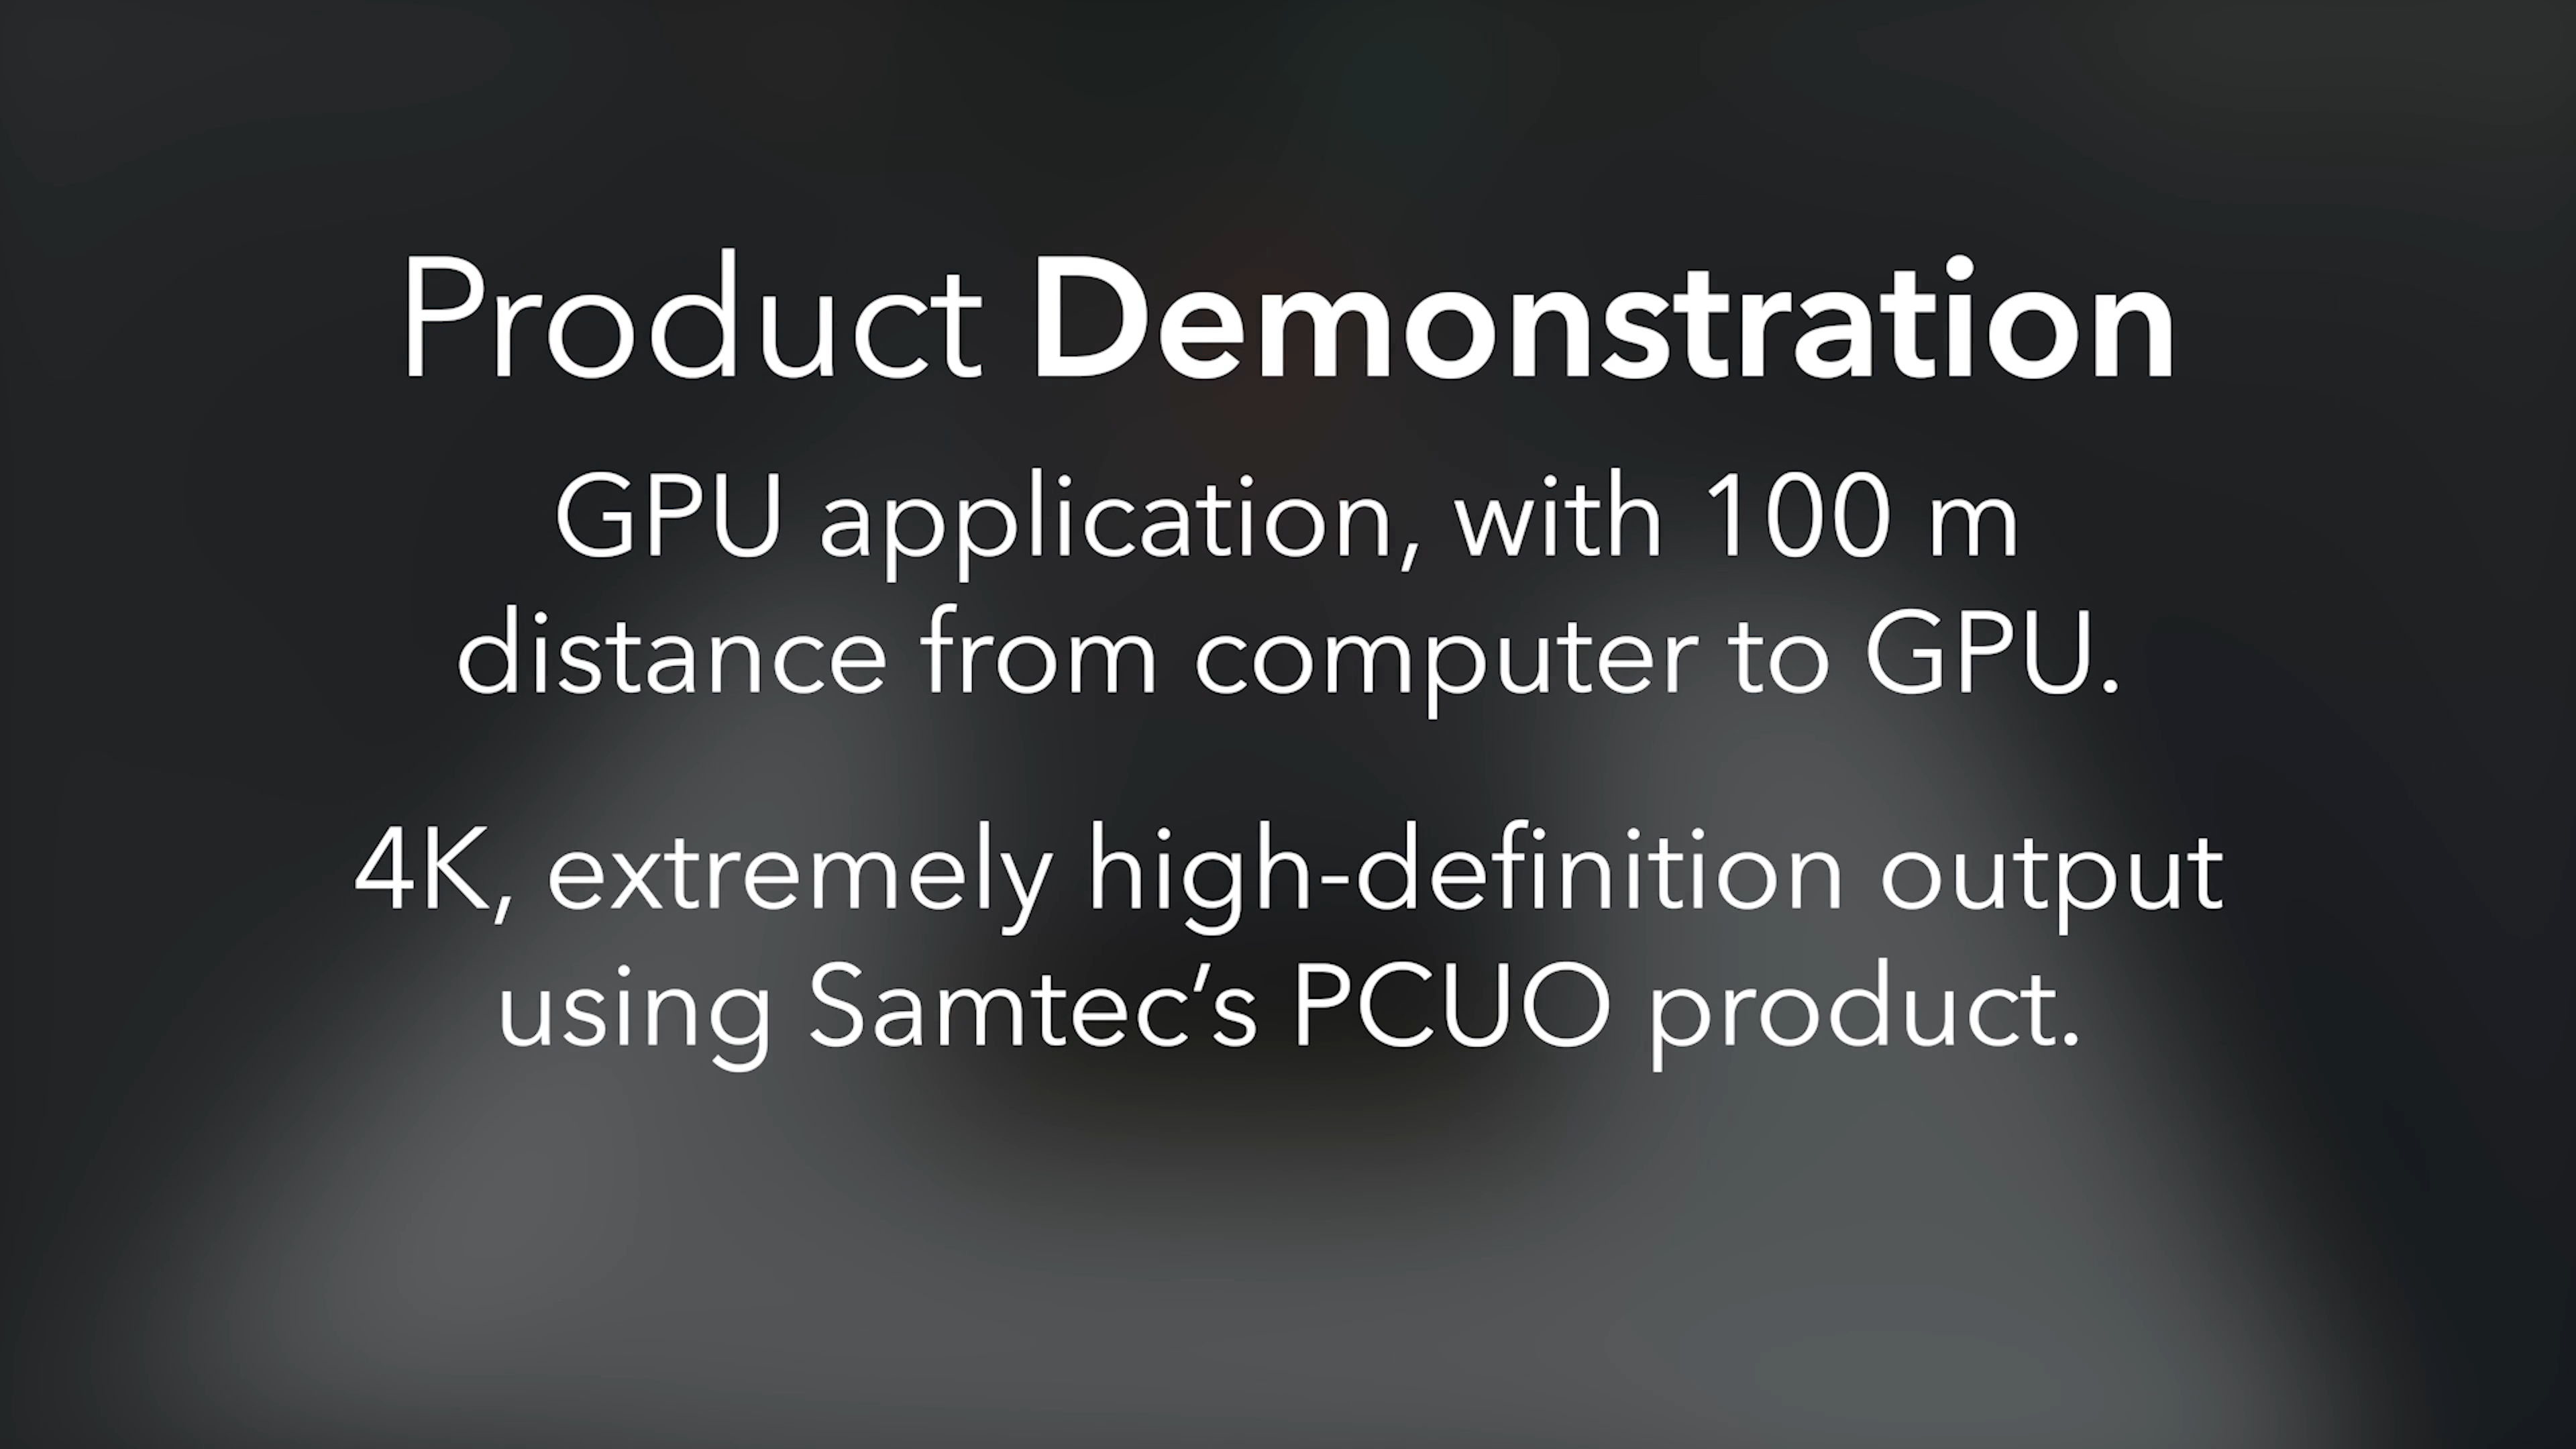 Product Demonstration
GPU application, with 100 m
distance from computer to GPU.
4K, extremely high-definition output
using Samtec’s PCUO product.